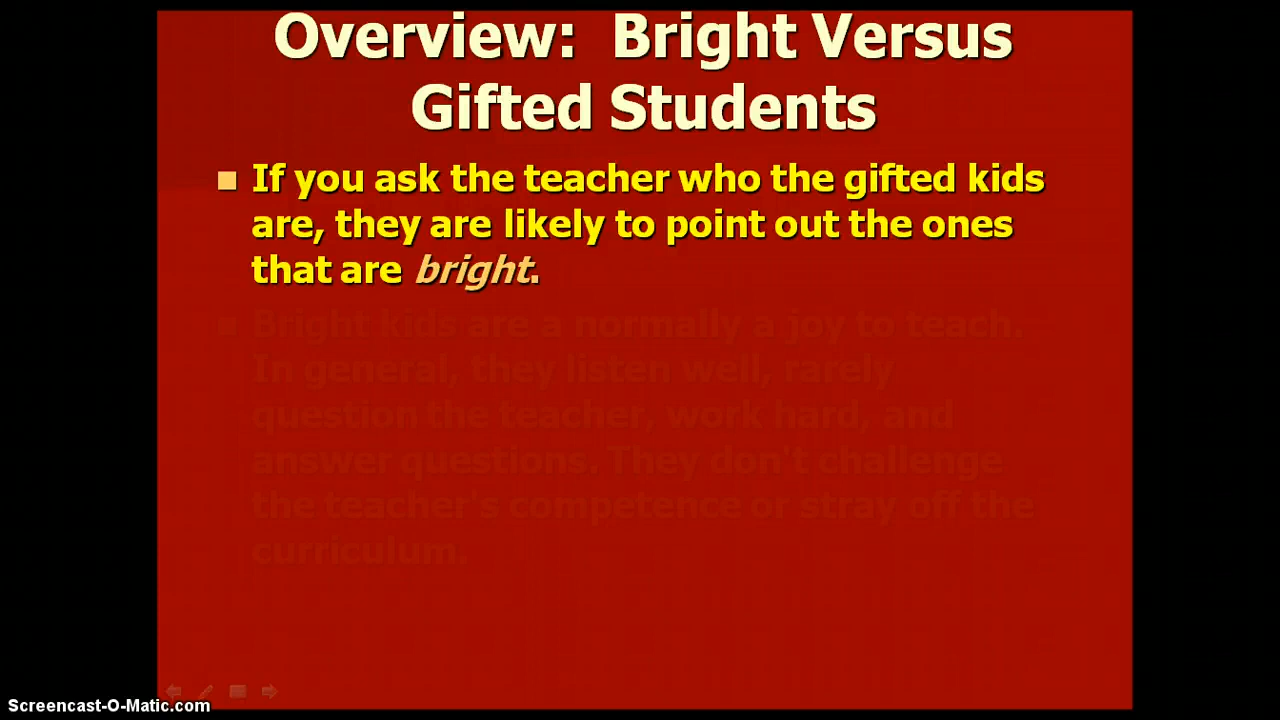 Overview: Bright Versus
Gifted Students
If you ask the teacher who the gifted kids
are, they are likely to point out the ones
that are bright.
Bright kids are a normally a joy to teach.
In general, they listen well, rarely
question the teacher, work hard, and
answer questions. They don't challenge
the teacher's competence or stray off the
curriculum.
Screencast-O-Matic.com